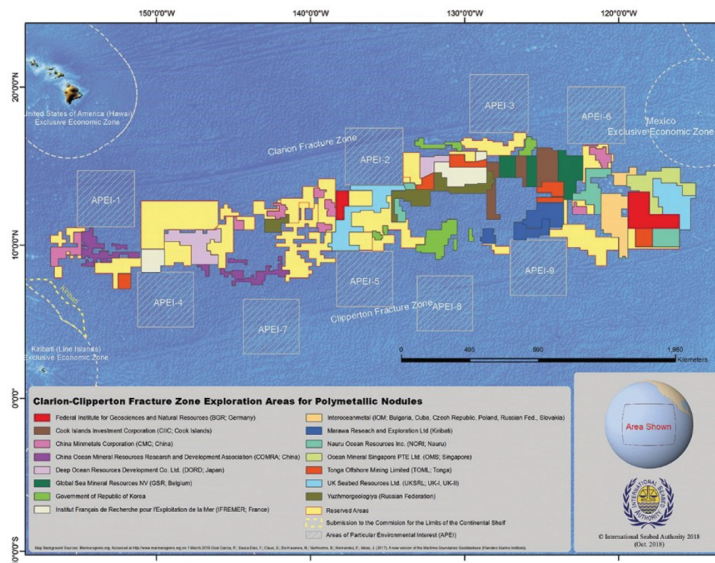 150°0'0"W 140°0'0"W 130°0'0"W 120°0'0"W
20°0'0"N
10°0'0"N
0°0'0"N
0°0'0"S
United States of America (Hawaii)
Exclusive Economic Zone
Mexico
Exclusive Economic Zone
Clarion Fracture Zone
APEI-3
APEI-6
APEI-2
APEI-1
APEI-9
APEI-5
APEI-4
APEI-8
APEI-7
Clipperton Fracture Zone
Kiribati (Line Islands)
Exclusive Economic Zone
Kilometers
Clarion-Clipperton Fracture Zone Exploration Areas for Polymetallic Nodules
Federal Institute for Geosciences and Natural Resources (BGR; Germany)
Cook Islands Investment Corporation (CIIC; Cook Islands)
China Minmetals Corporation (CMC; China)
China Ocean Mineral Resources Research and Development Association (COMRA; China)
Deep Ocean Resources Development Co. Ltd. (DORD; Japan)
Global Sea Mineral Resources NV (GSR; Belgium)
Government of Republic of Korea
Institut Français de Recherche pour l'Exploitation de la Mer (IFREMER; France)
Interoceanmetal (IOM; Bulgaria, Cuba, Czech Republic, Poland, Russian Fed., Slovakia)
Marawa Reseach and Exploration Ltd (Kiribati)
Nauru Ocean Resources Inc. (NORI; Nauru)
Ocean Mineral Singapore PTE (OMS; Singapore)
Tonga Offshore Mining Limited (TOML; Tonga)
UK Seabed Resources Ltd. (UKSRL; UK-I, UK-II)
Yuzhmorgeologiya (Russian Federation)
Reserved Areas
Submission to the Commision for the Limits of the Continental Shelf
Areas of Particular Environmental Interest (APEI)
Area Shown
INTERNATIONAL SEABED AUTHORITY
© International Seabed Authority 2018
(Oct. 2018)